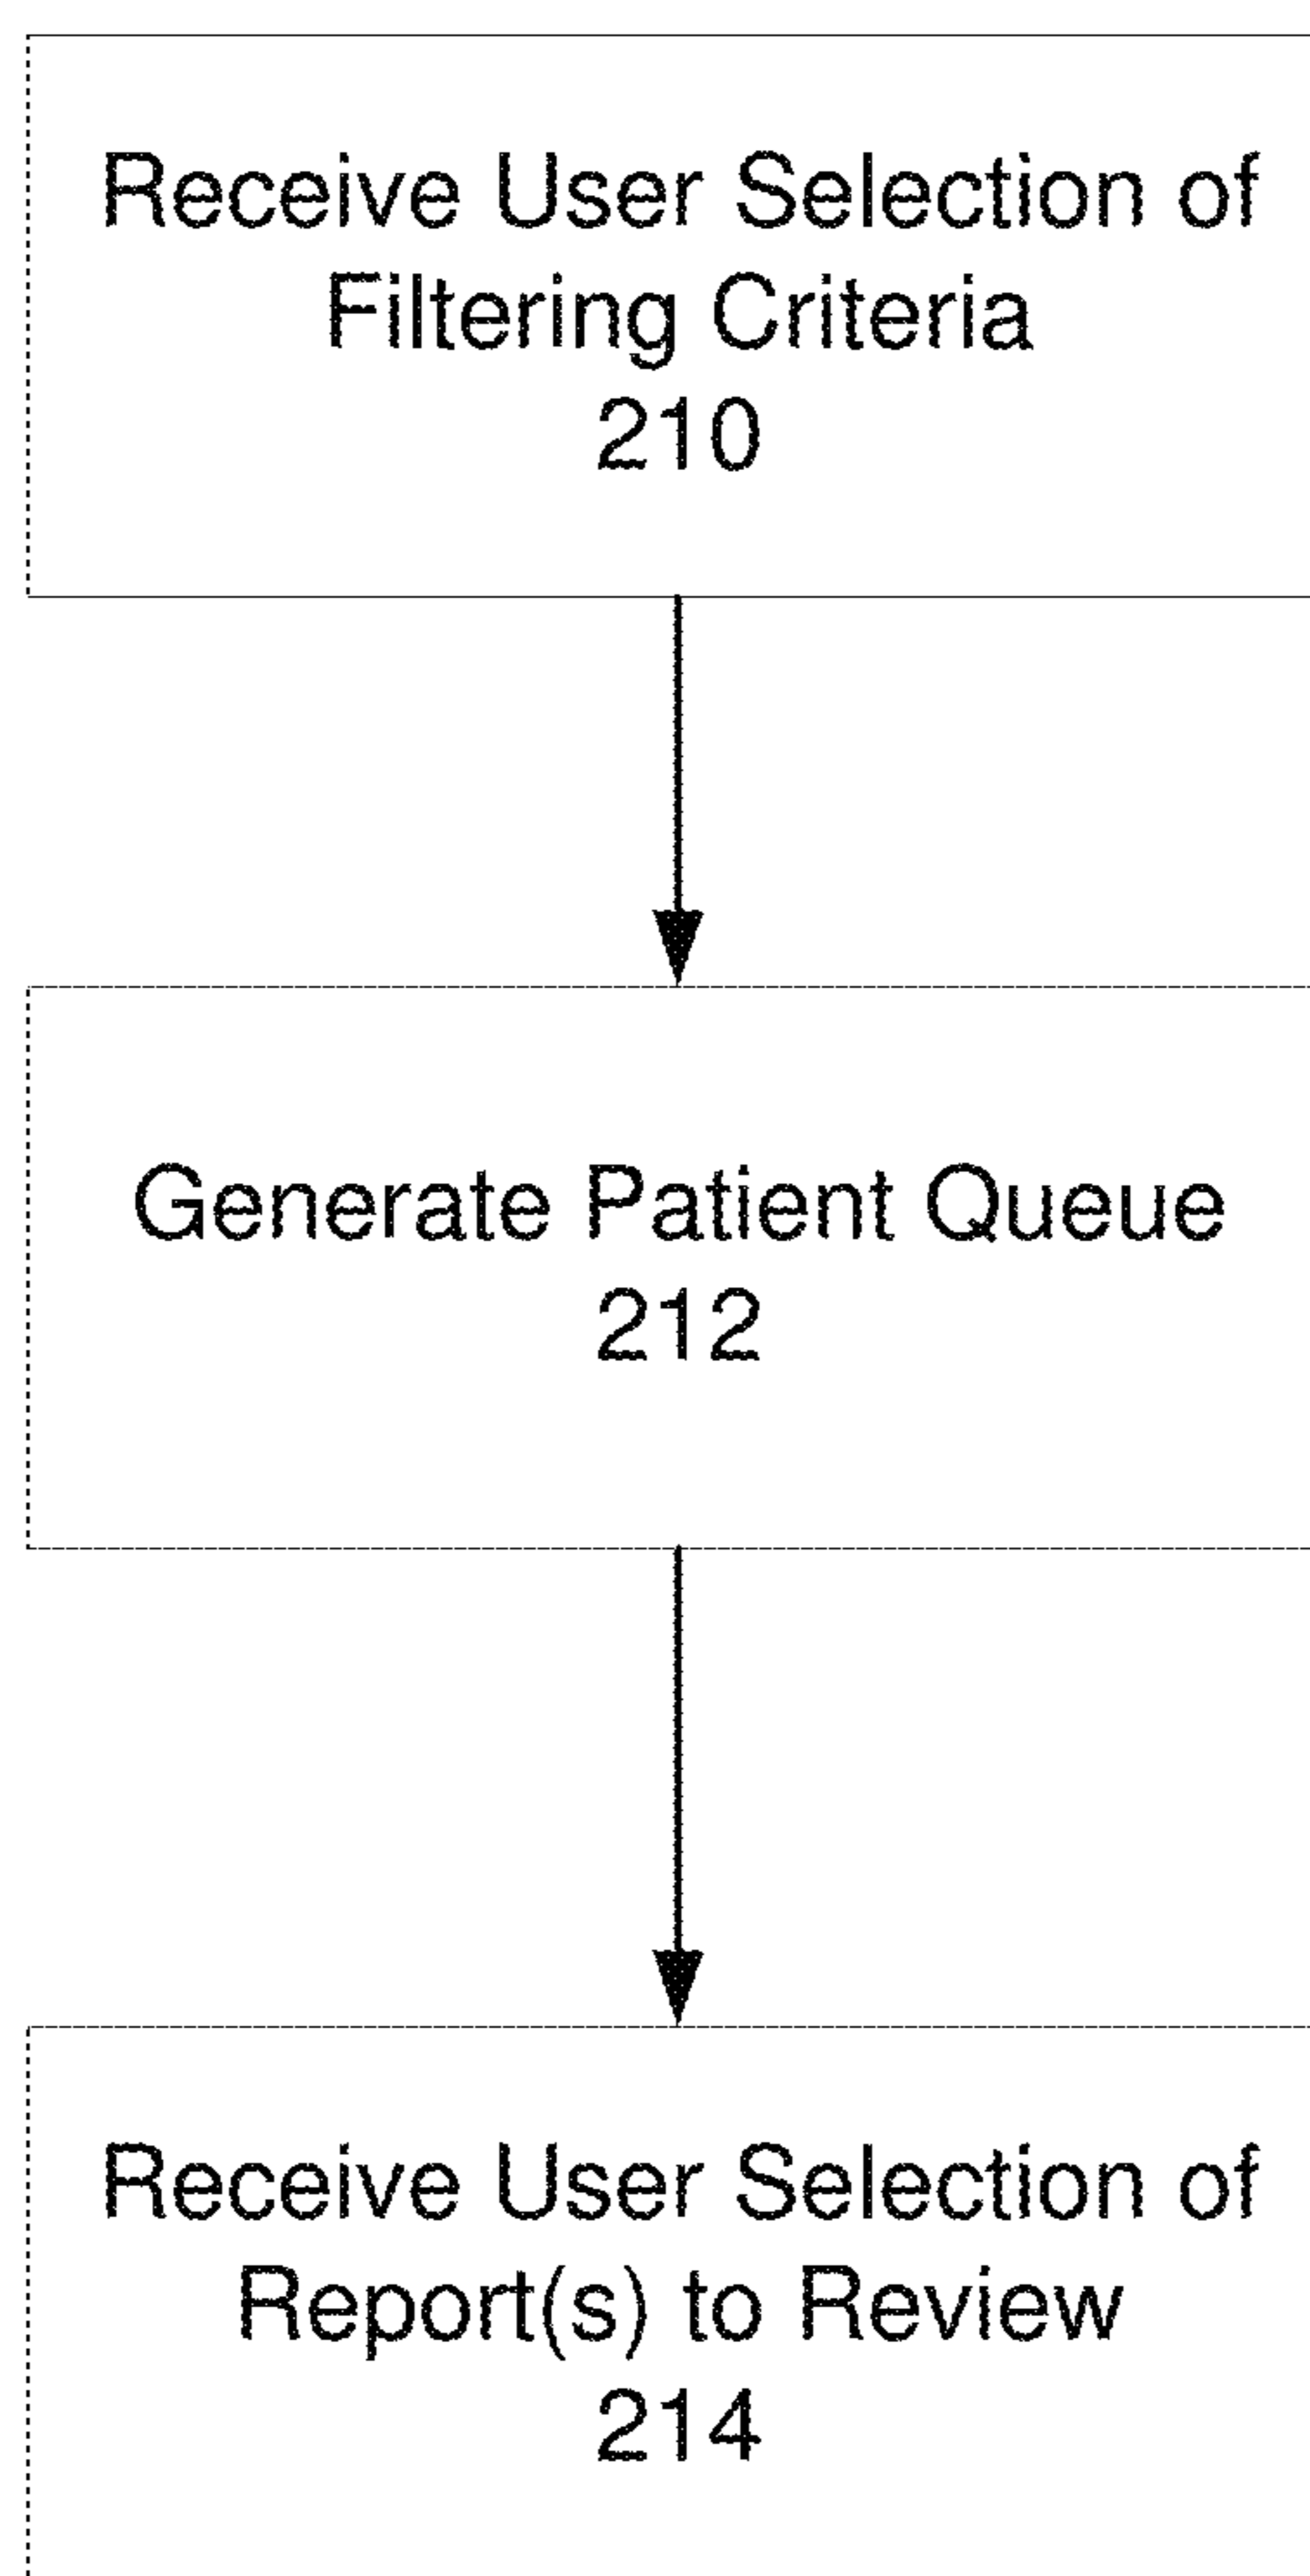 Receive User Selection of
Filtering Criteria
210
Generate Patient Queue
212
Receive User Selection of
Report(s) to Review
214